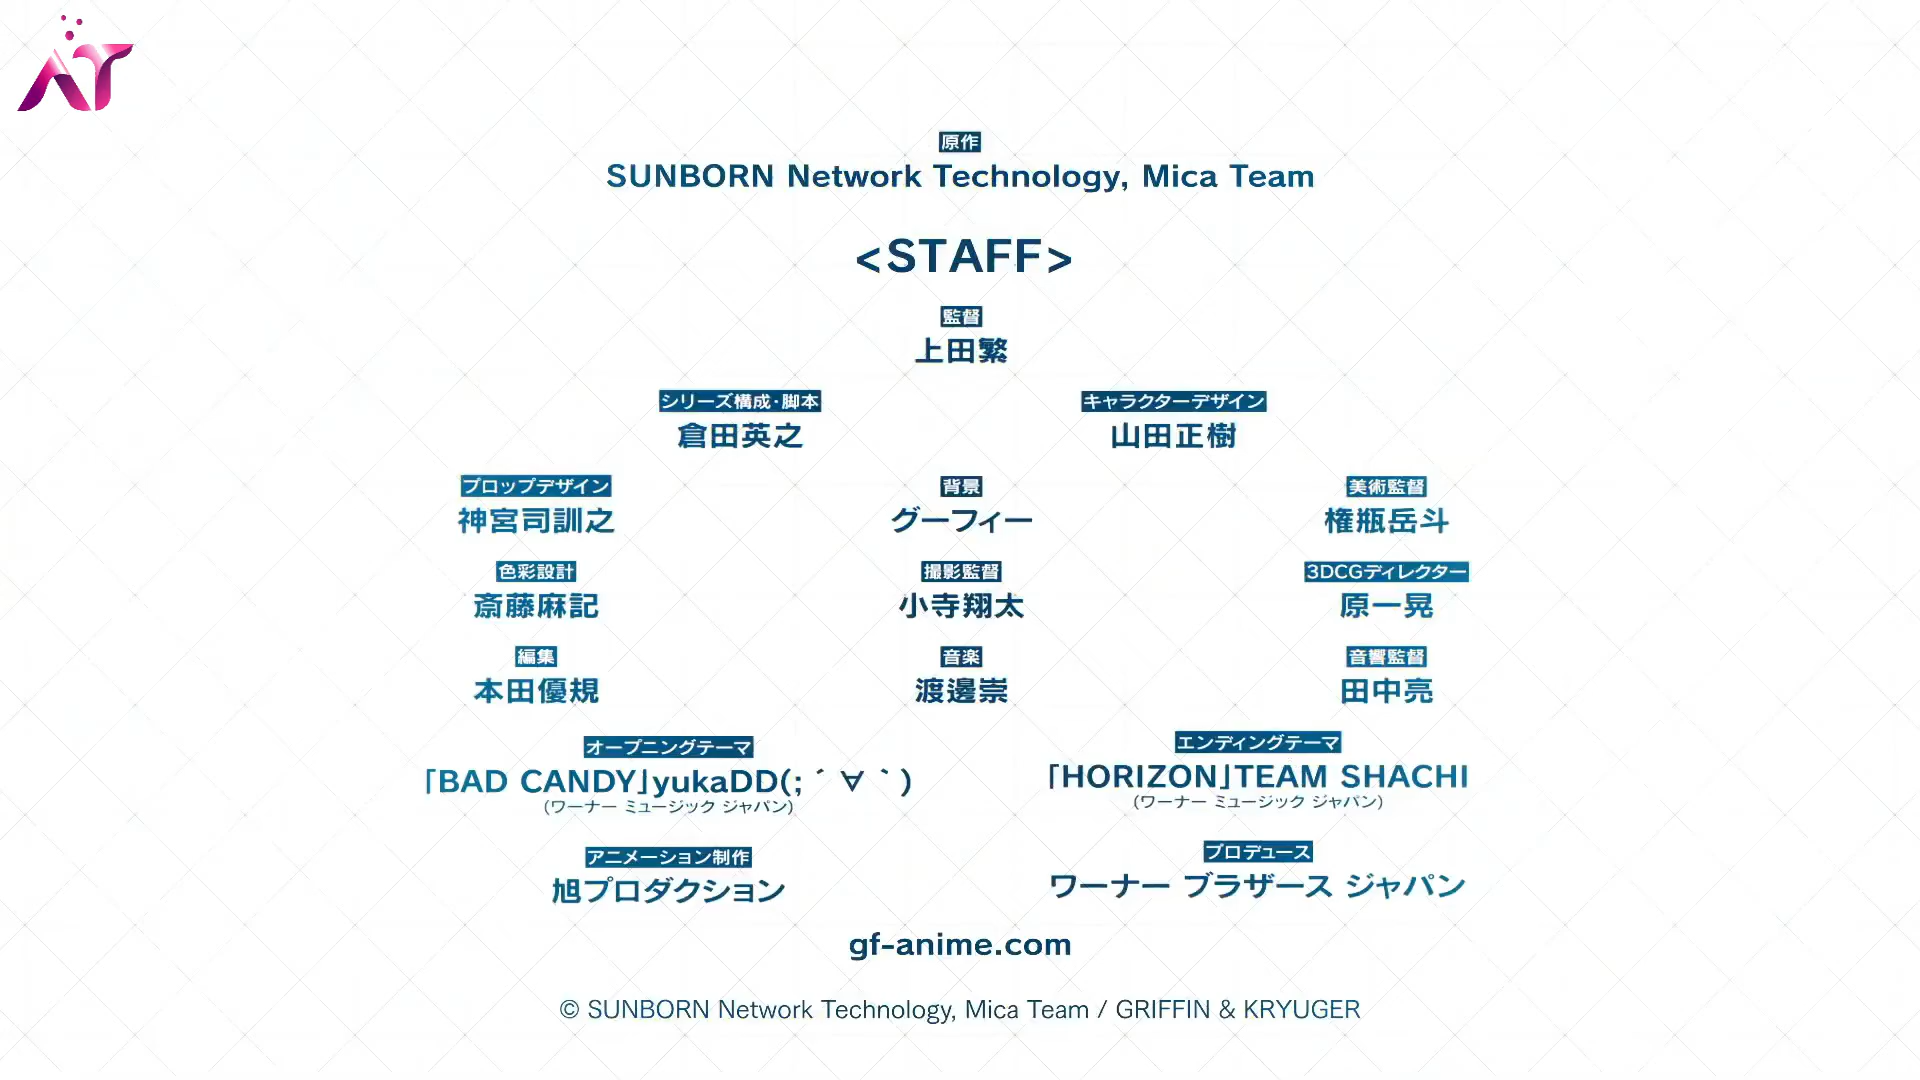 AT
原作
SUNBORN Network Technology, Mica Team
<STAFF>
監督
上田繁
シリーズ構成・脚本
倉田英之
キャラクターデザイン
山田正樹
プロップデザイン
神宮司訓之
背景
グーフィー
美術監督
権瓶岳斗
色彩設計
斎藤麻記
撮影監督
小寺翔太
3DCGディレクター
原一晃
編集
本田優規
音楽
渡邊崇
音響監督
田中亮
オープニングテーマ
「BAD CANDY」yukaDD(;´∀｀)
(ワーナー ミュージック ジャパン)
エンディングテーマ
「HORIZON」TEAM SHACHI
(ワーナー ミュージック ジャパン)
アニメーション制作
旭プロダクション
プロデュース
ワーナー ブラザース ジャパン
gf-anime.com
© SUNBORN Network Technology, Mica Team / GRIFFIN & KRYUGER